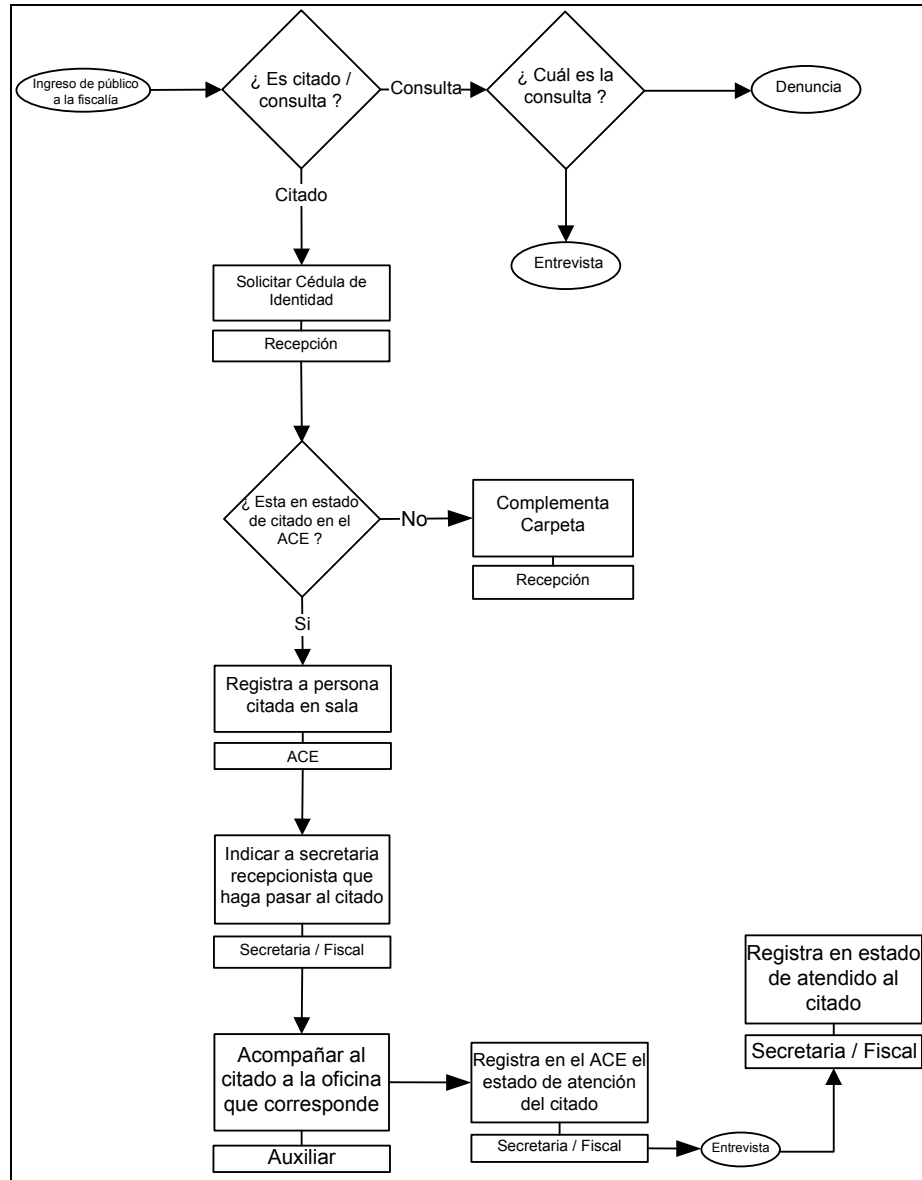 Ingreso de público
a la fiscalía
¿ Es citado /
consulta ?
Consulta
¿ Cuál es la
consulta ?
Denuncia
Citado
Entrevista
Solicitar Cédula de
Identidad
Recepción
¿ Esta en estado
de citado en el
ACE ?
No
Complementa
Carpeta
Recepción
Si
Registra a persona
citada en sala
ACE
Indicar a secretaria
recepcionista que
haga pasar al citado
Secretaria / Fiscal
Acompañar al
citado a la oficina
que corresponde
Auxiliar
Registra en el ACE el
estado de atención
del citado
Secretaria / Fiscal
Entrevista
Registra en estado
de atendido al
citado
Secretaria / Fiscal